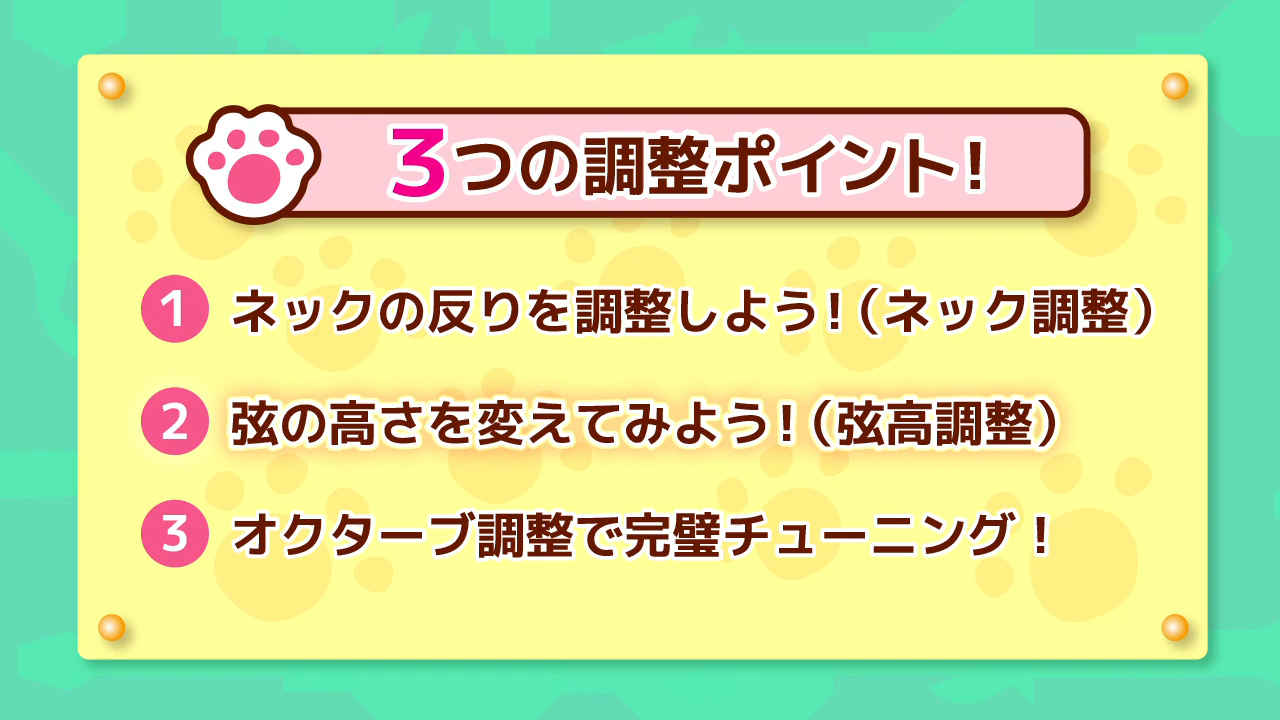 3つの調整ポイント！
1 ネックの反りを調整しよう！（ネック調整）
2 弦の高さを変えてみよう！（弦高調整）
3 オクターブ調整で完璧チューニング！